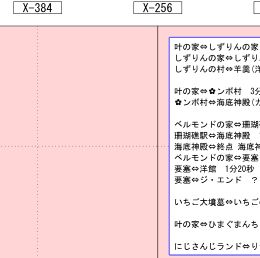 X-384 X-256
叶の家⇔しずりんの家
しずりんの家⇔しずり
しずりんの村⇔羊羹(洋
叶の家⇔✿ンボ村 3分
✿ンボ村⇔海底神殿(カ
ベルモンドの家⇔珊瑚
珊瑚礁駅⇔海底神殿
海底神殿⇔終点 海底神
ベルモンドの家⇔要塞
要塞⇔洋館 1分20秒
要塞⇔ジ・エンド ?
いちご大墳墓⇔いちご
叶の家⇔ひまぐまんち
にじさんじランド⇔り